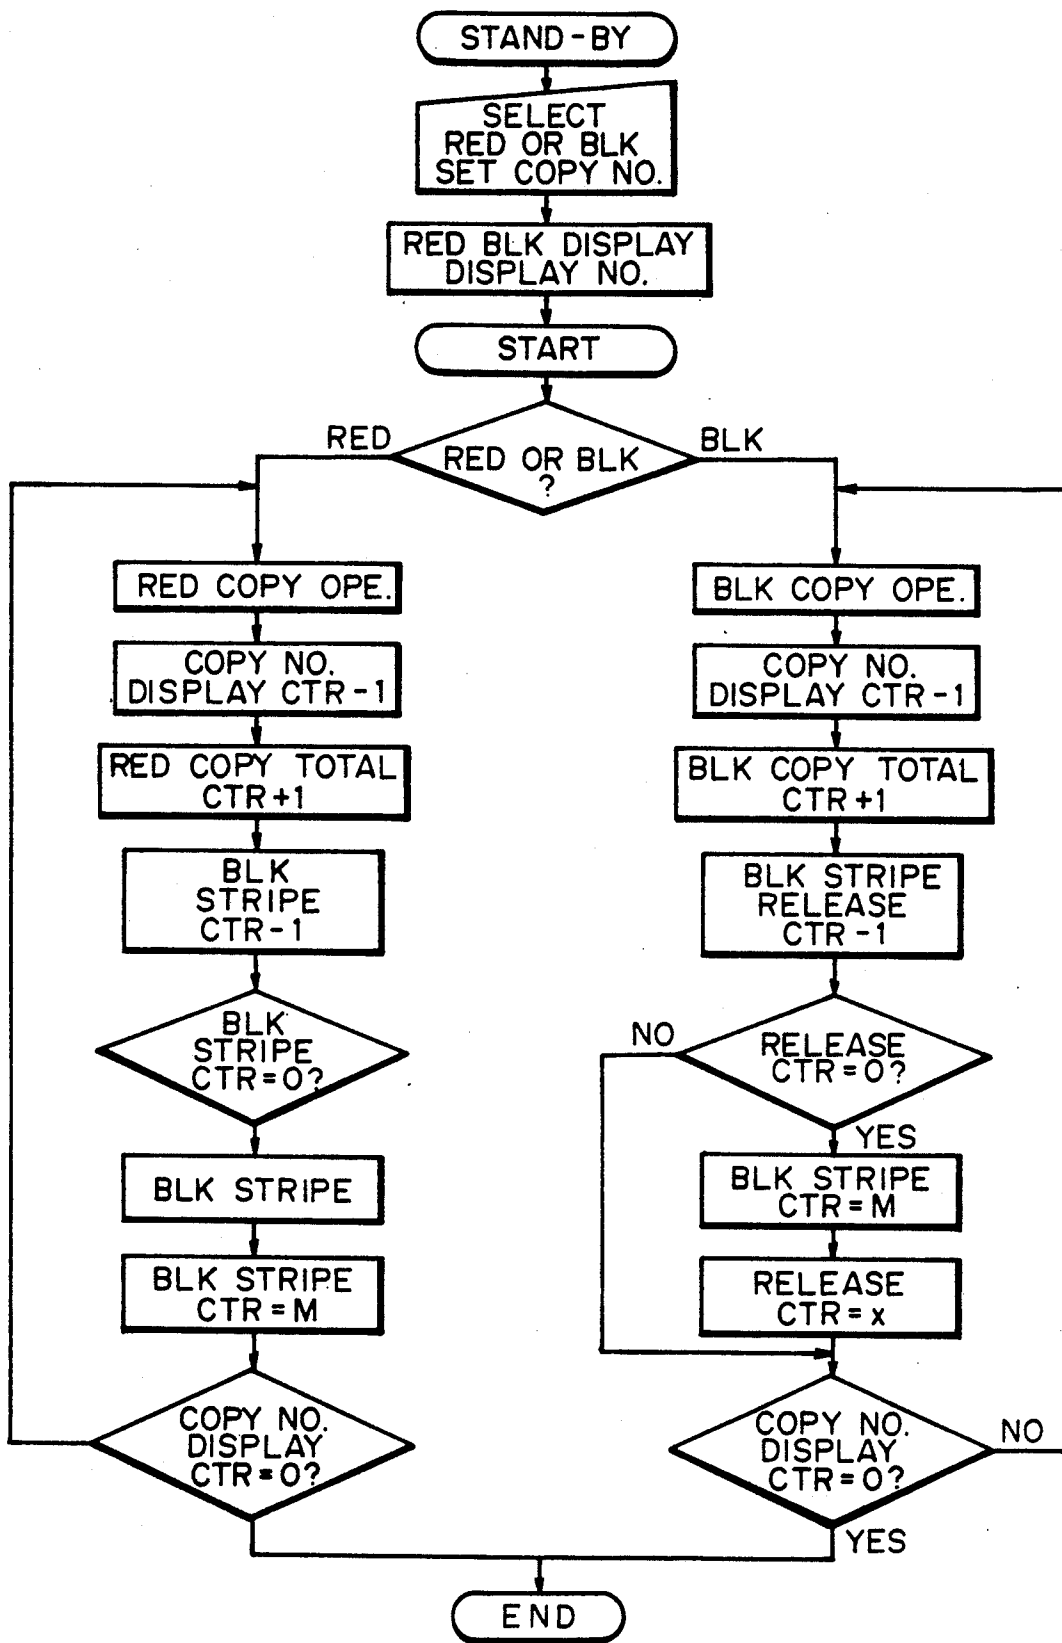 STAND-BY
SELECT
RED OR BLK
SET COPY NO.
RED BLK DISPLAY
DISPLAY NO.
START
RED OR BLK
?
RED
BLK
RED COPY OPE.
COPY NO.
DISPLAY CTR-1
RED COPY TOTAL
CTR+1
BLK
STRIPE
CTR-1
BLK
STRIPE
CTR=0?
BLK STRIPE
BLK STRIPE
CTR=M
COPY NO.
DISPLAY
CTR=0?
BLK COPY OPE.
COPY NO.
DISPLAY CTR-1
BLK COPY TOTAL
CTR+1
BLK STRIPE
RELEASE
CTR-1
RELEASE
CTR=0?
NO
YES
BLK STRIPE
CTR=M
RELEASE
CTR=x
COPY NO.
DISPLAY
CTR=0?
NO
YES
END